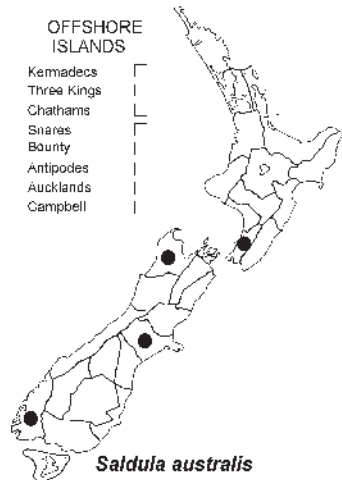 OFFSHORE
ISLANDS
Kermadecs
Three Kings
Chathams
Snares
Bounty
Antipodes
Aucklands
Campbell
Saldula australis